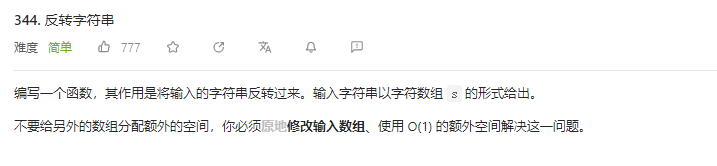 344. 反转字符串
难度 简单 777
编写一个函数，其作用是将输入的字符串反转过来。输入字符串以字符数组 s 的形式给出。
不要给另外的数组分配额外的空间，你必须原地修改输入数组、使用 O(1) 的额外空间解决这一问题。